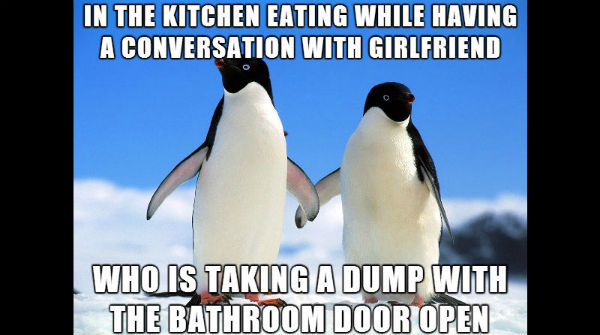 IN THE KITCHEN EATING WHILE HAVING
A CONVERSATION WITH GIRLFRIEND
WHO IS TAKING A DUMP WITH
THE BATHROOM DOOR OPEN